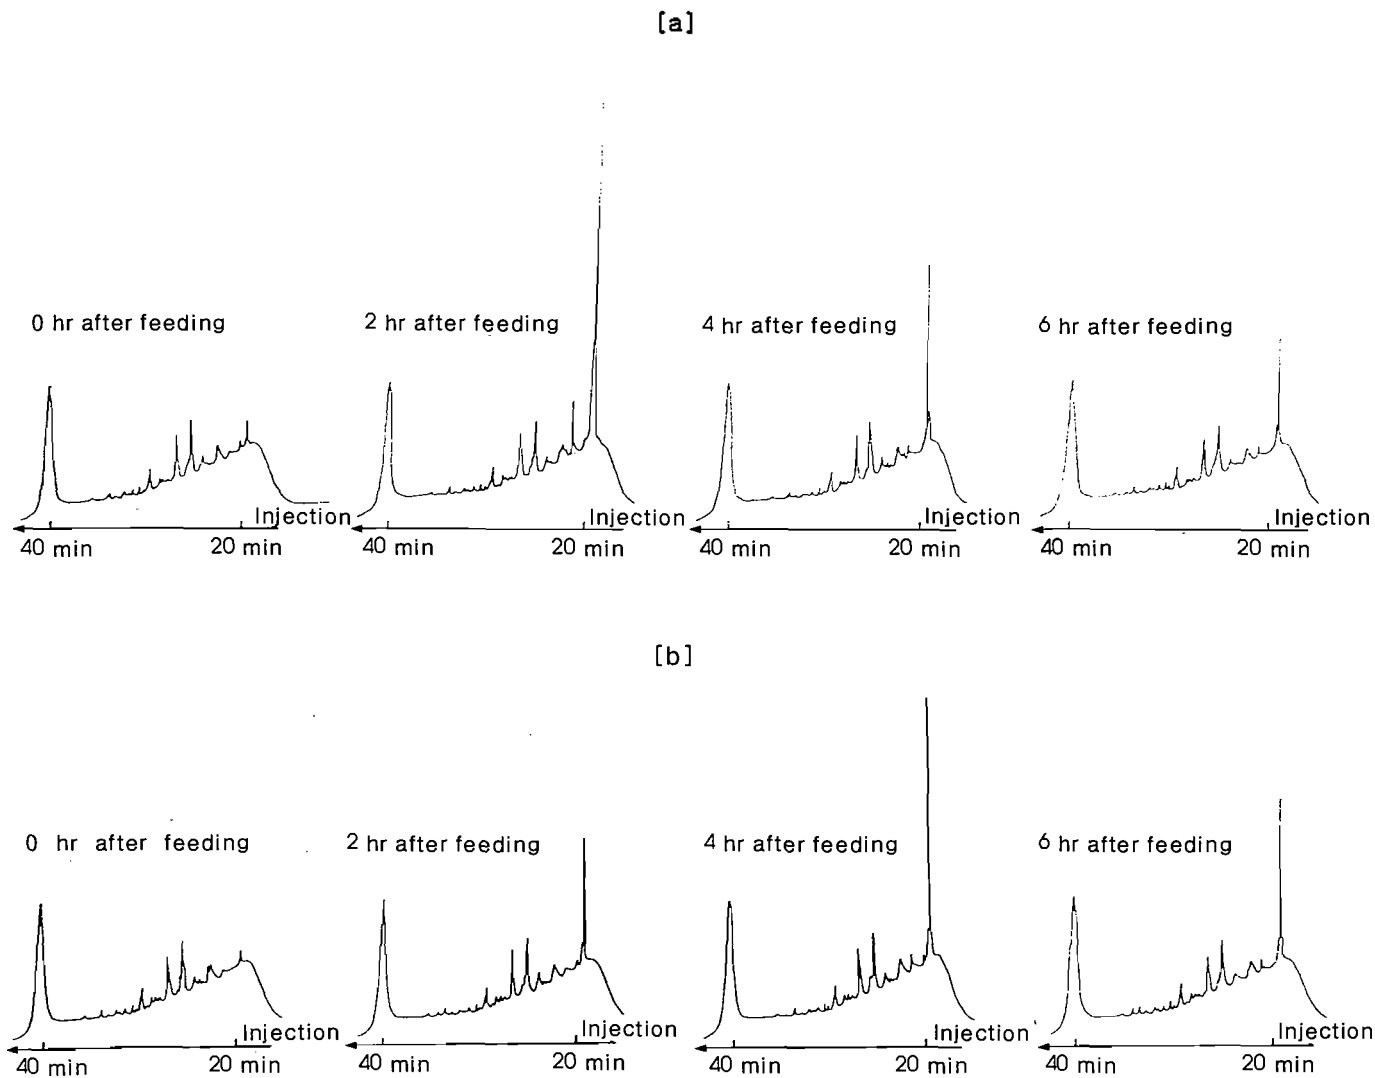 [a]
0 hr after feeding
2 hr after feeding
4 hr after feeding
6 hr after feeding
Injection
Injection
Injection
Injection
40 min
20 min
40 min
20 min
40 min
20 min
40 min
20 min
[b]
0 hr after feeding
2 hr after feeding
4 hr after feeding
6 hr after feeding
Injection
Injection
Injection
Injection
40 min
20 min
40 min
20 min
40 min
20 min
40 min
20 min